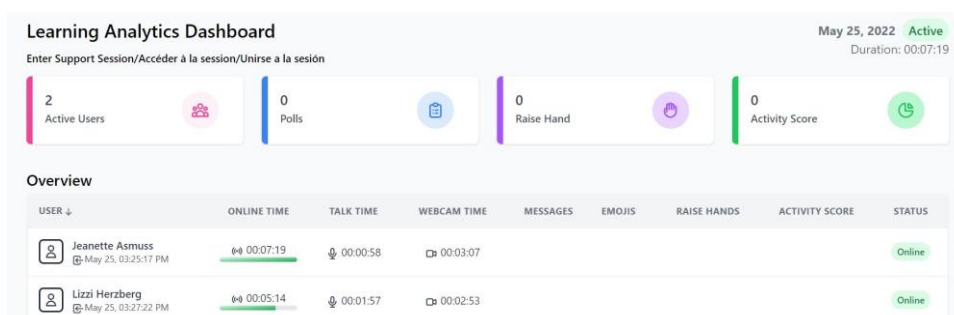 Learning Analytics Dashboard
May 25, 2022 Active
Enter Support Session/Accéder à la session/Unirse a la sesión
Duration: 00:07:19
2
Active Users
0
Polls
0
Raise Hand
0
Activity Score
Overview
USER ↓ ONLINE TIME TALK TIME WEBCAM TIME MESSAGES EMOJIS RAISE HANDS ACTIVITY SCORE STATUS
Jeanette Asmuss
May 25, 03:25:17 PM
00:07:19 00:00:58 00:03:07 Online
Lizzi Herzberg
May 25, 03:27:22 PM
00:05:14 00:01:57 00:02:53 Online